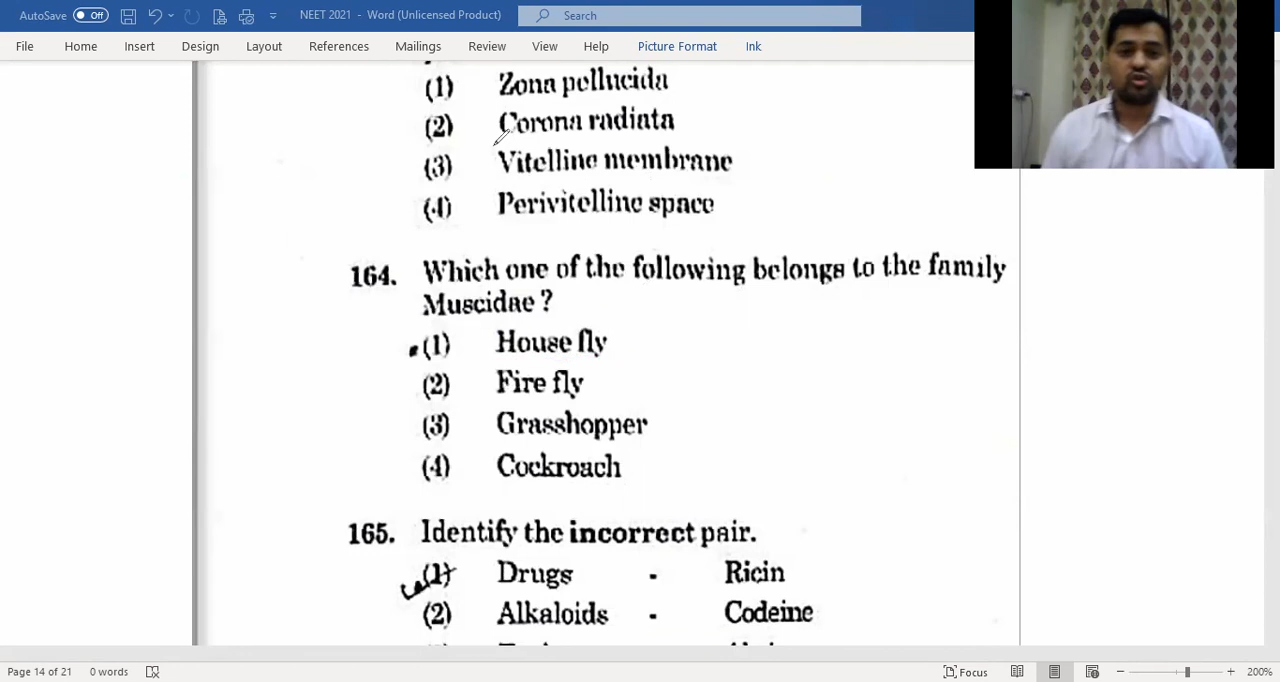 AutoSave Off NEET 2021 - Word (Unlicensed Product) Search
File Home Insert Design Layout References Mailings Review View Help Picture Format Ink
(1) Zona pellucida
(2) Corona radiata
(3) Vitelline membrane
(4) Perivitelline space
164. Which one of the following belongs to the family
Muscidae ?
(1) House fly
(2) Fire fly
(3) Grasshopper
(4) Cockroach
165. Identify the incorrect pair.
(1) Drugs - Ricin
(2) Alkaloids - Codeine
Page 14 of 21 0 words Focus 200%